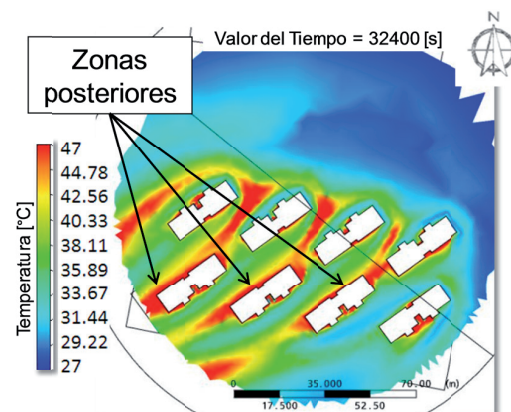 Valor del Tiempo = 32400 [s]
N
Zonas
posteriores
Temperatura [°C]
47
44.78
42.56
40.33
38.11
35.89
33.67
31.44
29.22
27
0 35.000 70.00 (m)
17.500 52.50